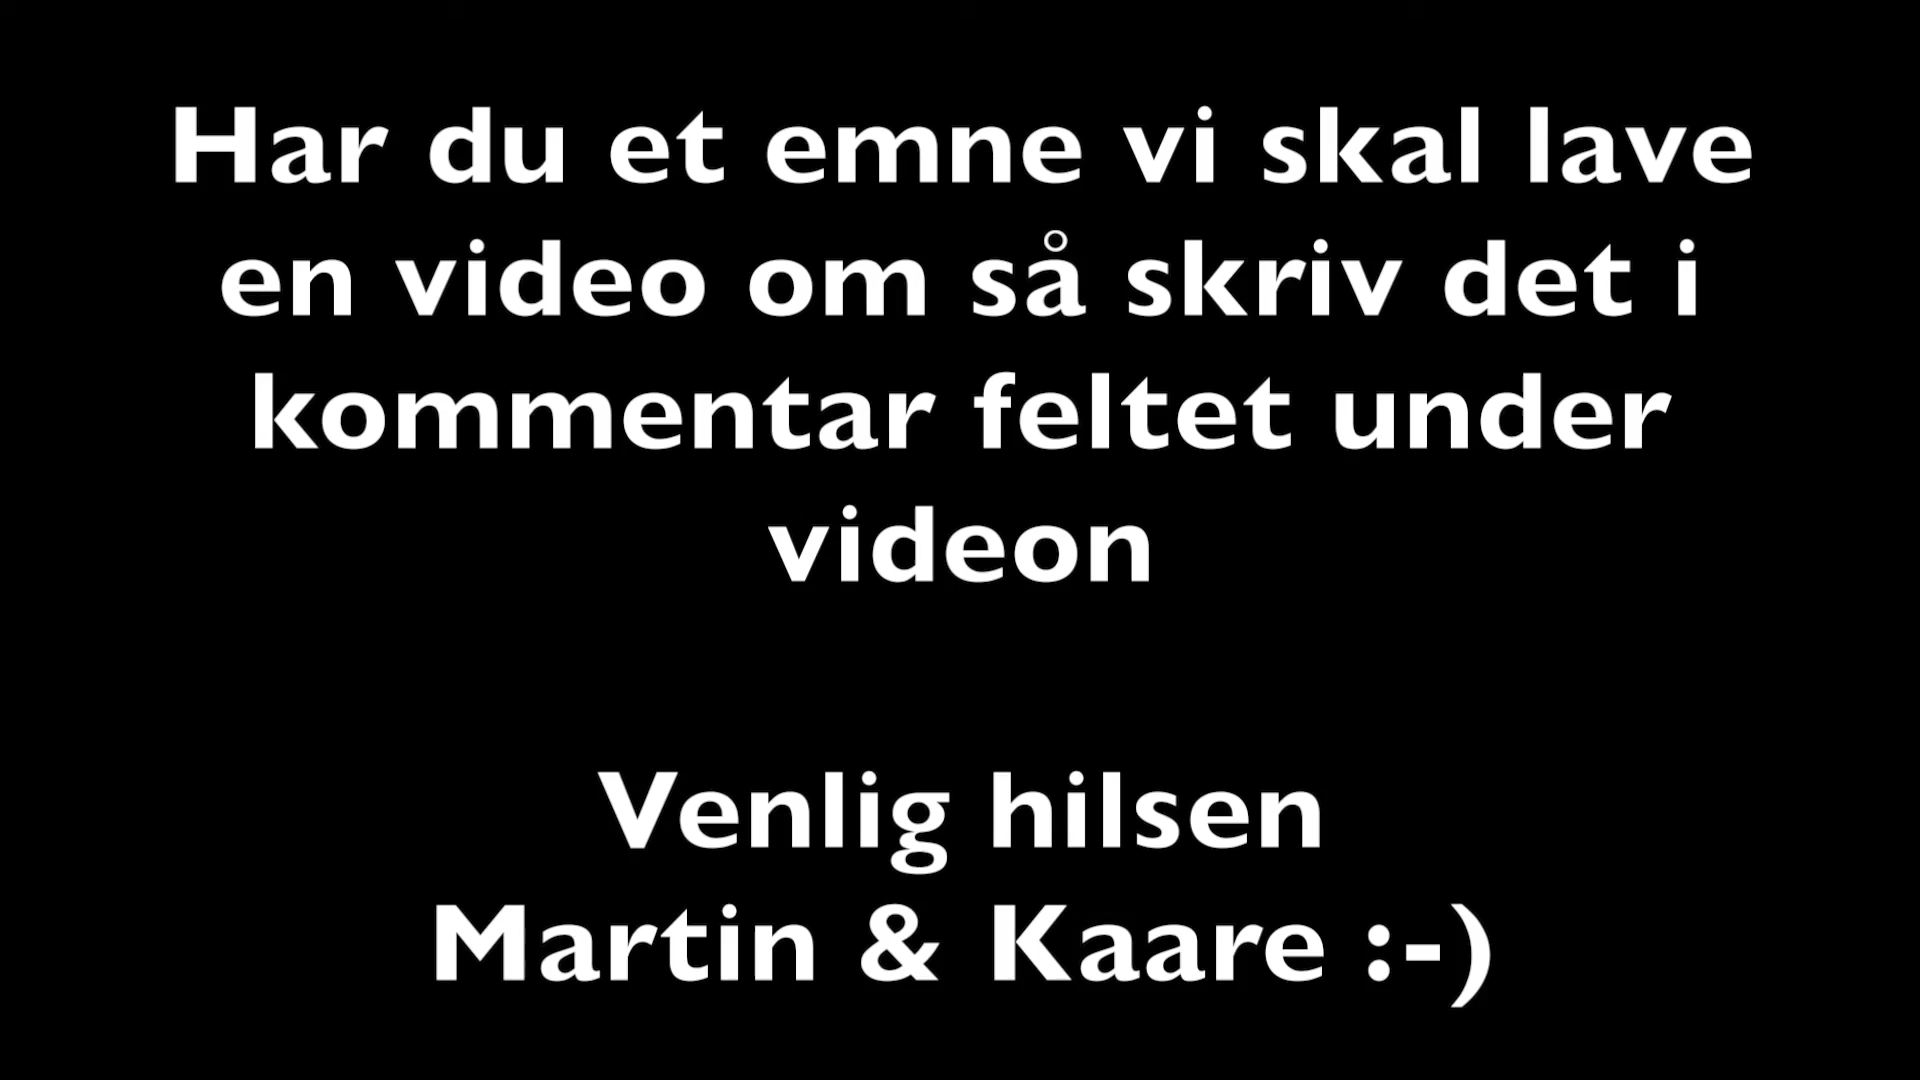 Har du et emne vi skal lave
en video om så skriv det i
kommentar feltet under
videon
Venlig hilsen
Martin & Kaare :-)